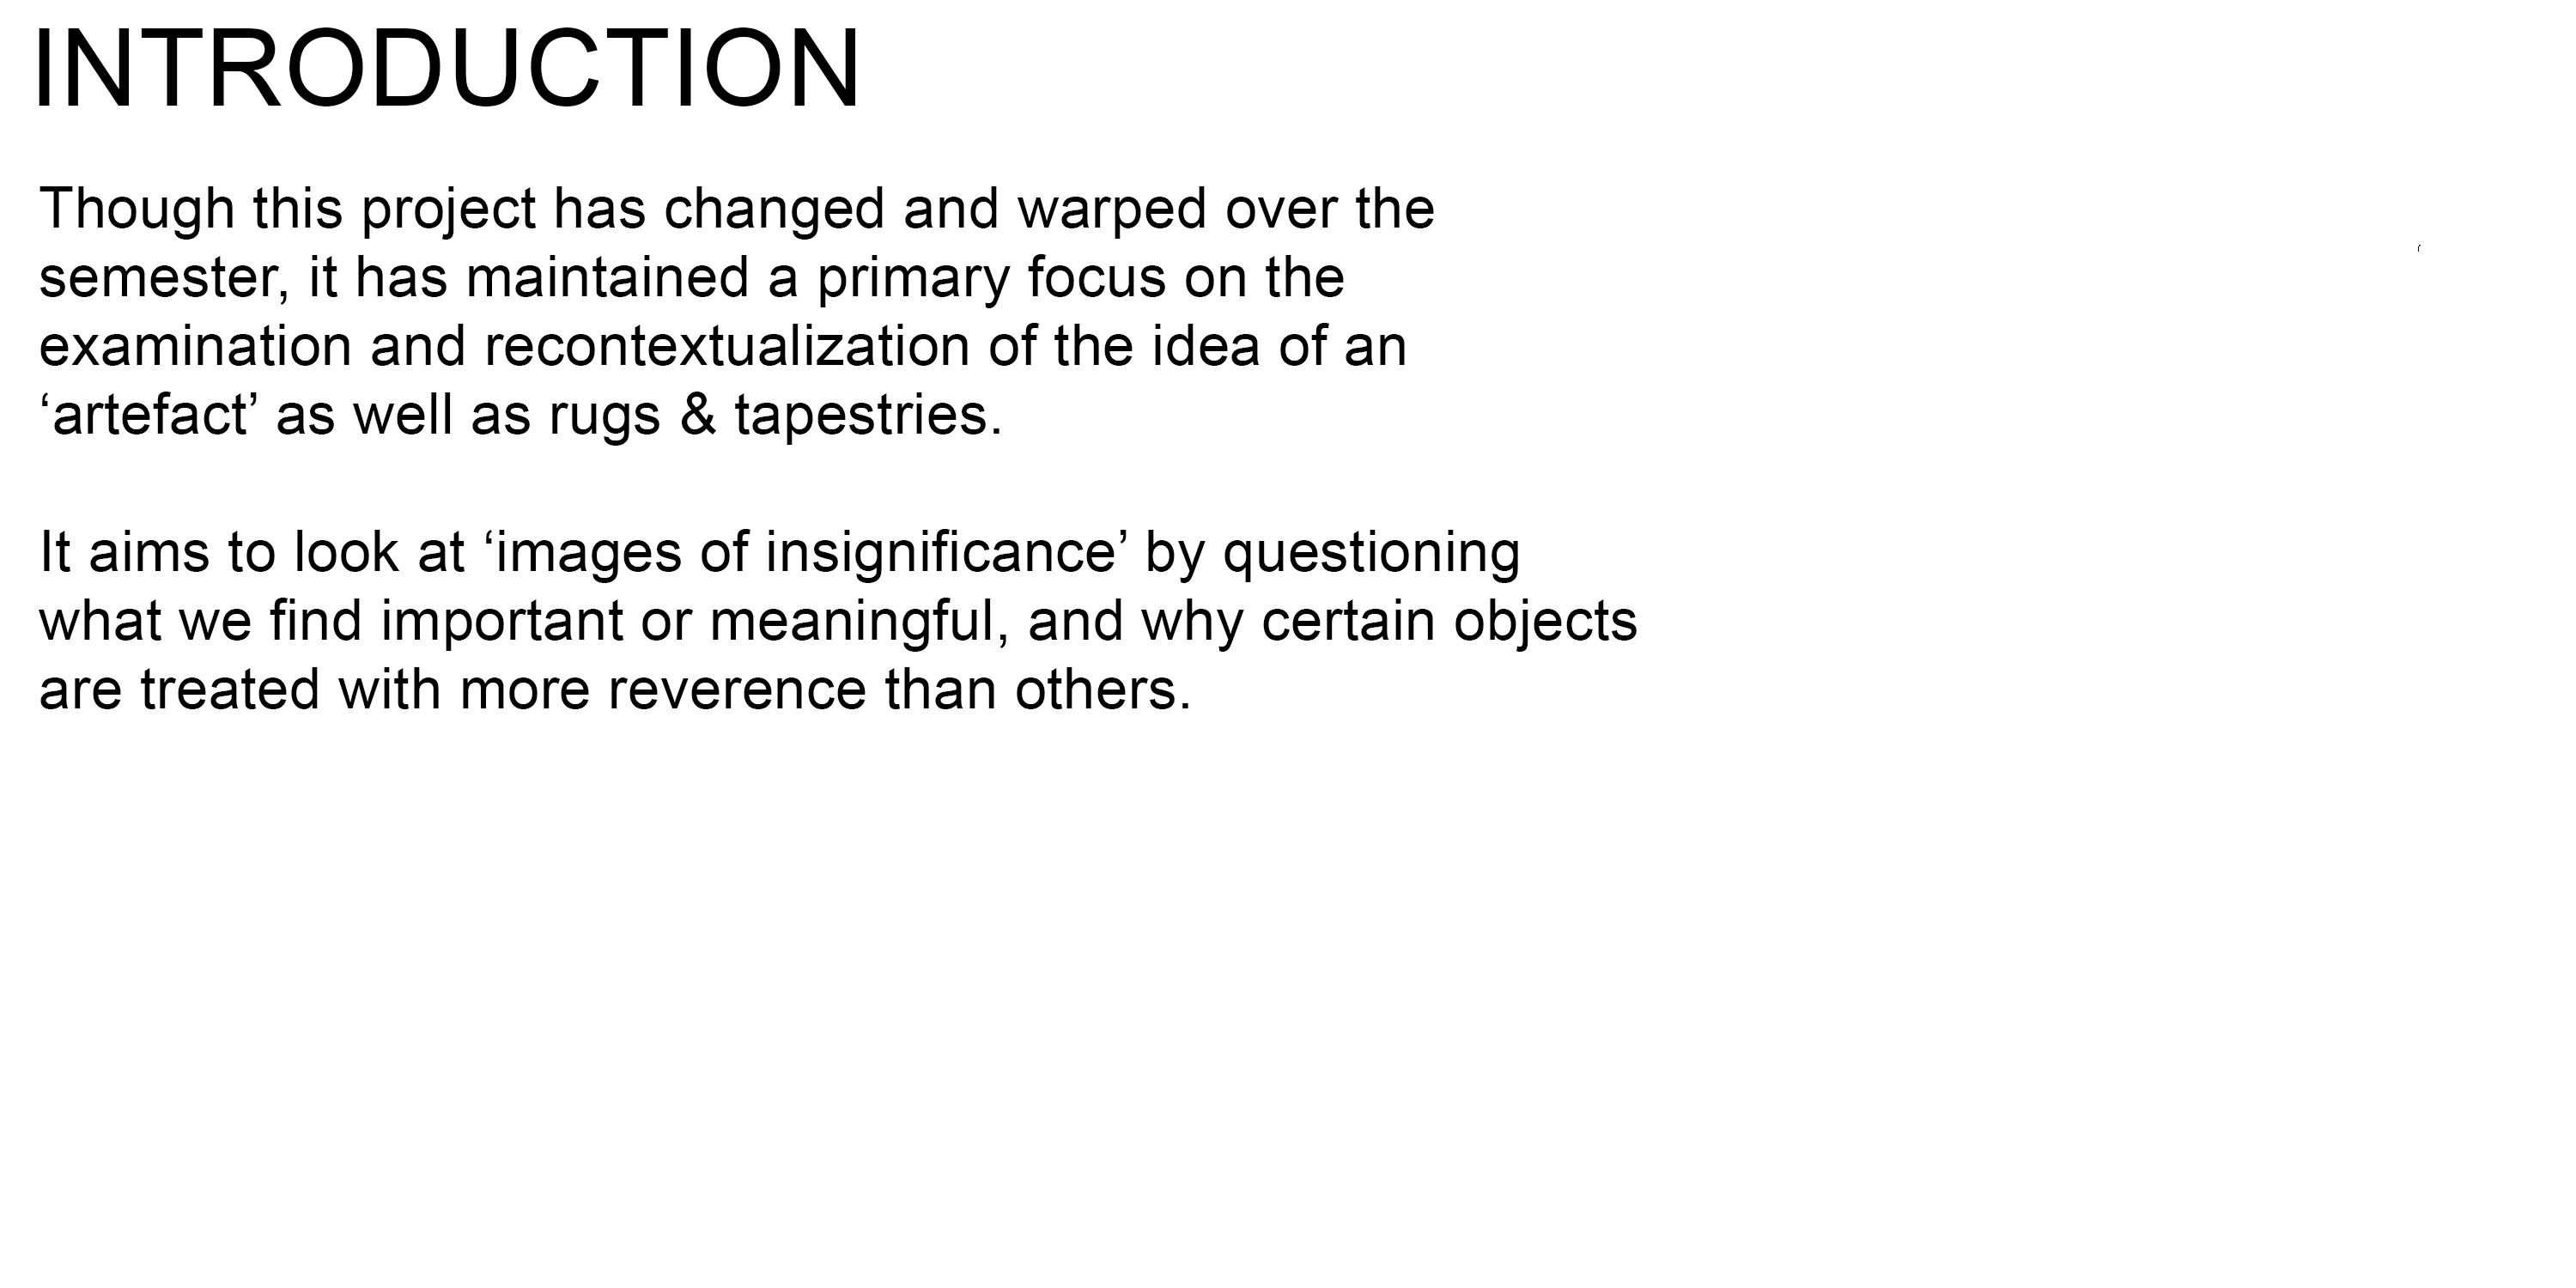 INTRODUCTION
Though this project has changed and warped over the
semester, it has maintained a primary focus on the
examination and recontextualization of the idea of an
‘artefact’ as well as rugs & tapestries.
It aims to look at ‘images of insignificance’ by questioning
what we find important or meaningful, and why certain objects
are treated with more reverence than others.